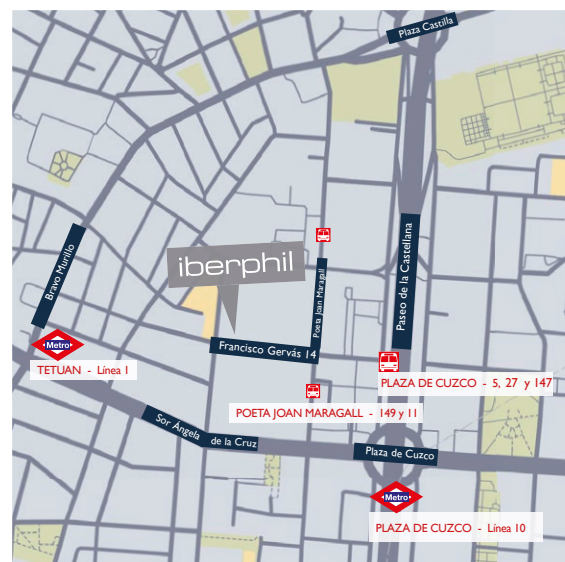 Plaza Castilla
Paseo de la Castellana
Bravo Murillo
iberphil
Poeta Joan Maragall
Francisco Gervás 14
Metro
TETUAN - Línea 1
PLAZA DE CUZCO - 5, 27 y 147
POETA JOAN MARAGALL - 149 y 11
Sor Ángela de la Cruz
Plaza de Cuzco
Metro
PLAZA DE CUZCO - Línea 10